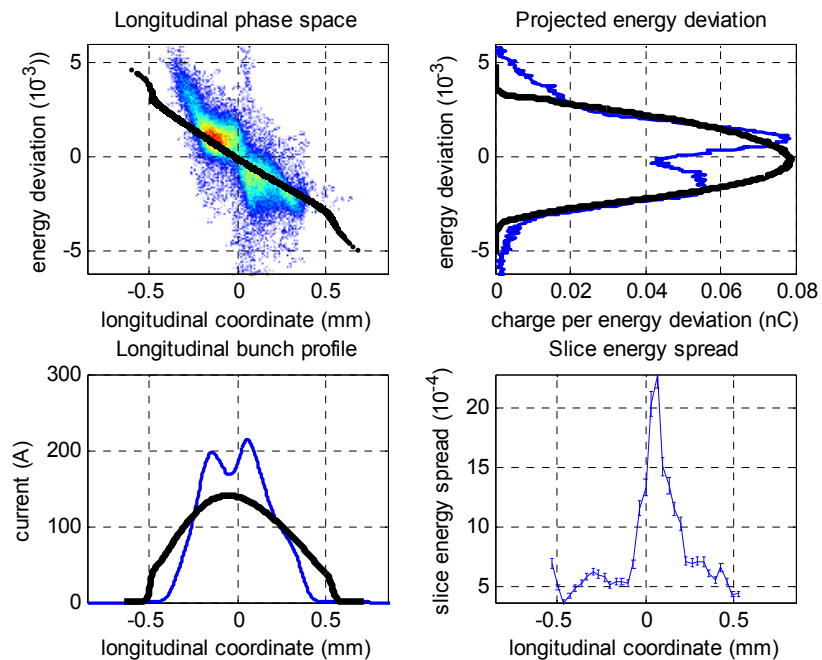 Longitudinal phase space
Projected energy deviation
energy deviation (10⁻³))
5
0
-5
-0.5
0
0.5
longitudinal coordinate (mm)
energy deviation (10⁻³)
5
0
-5
0
0.02
0.04
0.06
0.08
charge per energy deviation (nC)
Longitudinal bunch profile
Slice energy spread
current (A)
300
200
100
0
-0.5
0
0.5
longitudinal coordinate (mm)
slice energy spread (10⁻⁴)
20
15
10
5
-0.5
0
0.5
longitudinal coordinate (mm)